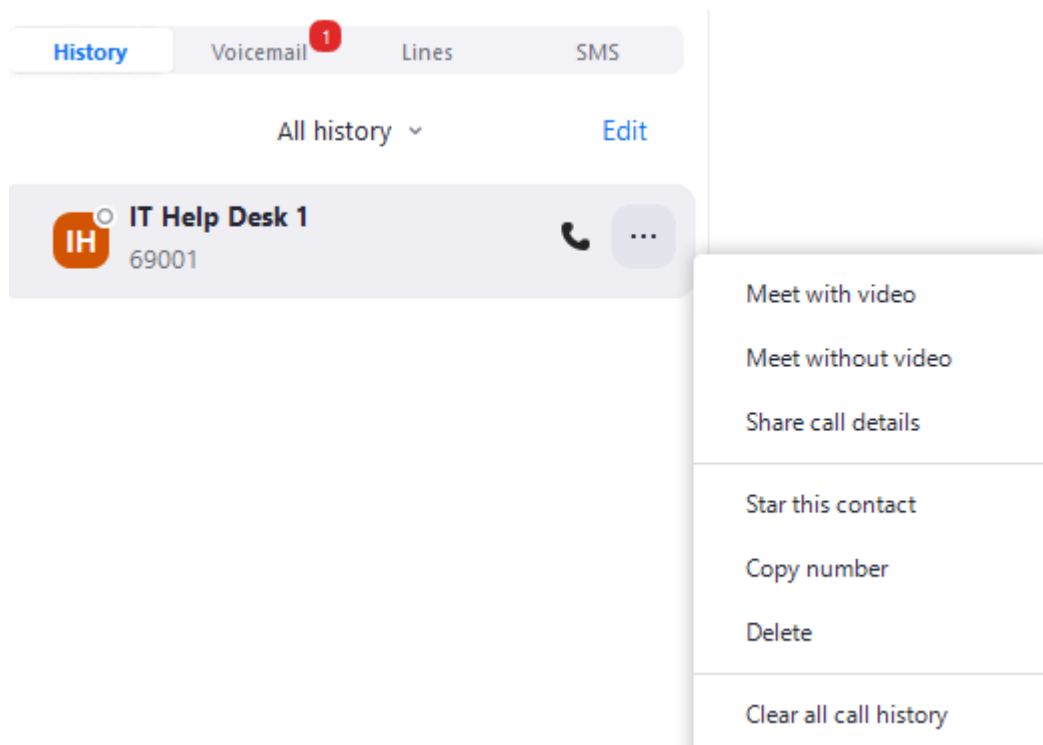 History Voicemail 1 Lines SMS
All history Edit
IH IT Help Desk 1
69001
...
Meet with video
Meet without video
Share call details
Star this contact
Copy number
Delete
Clear all call history